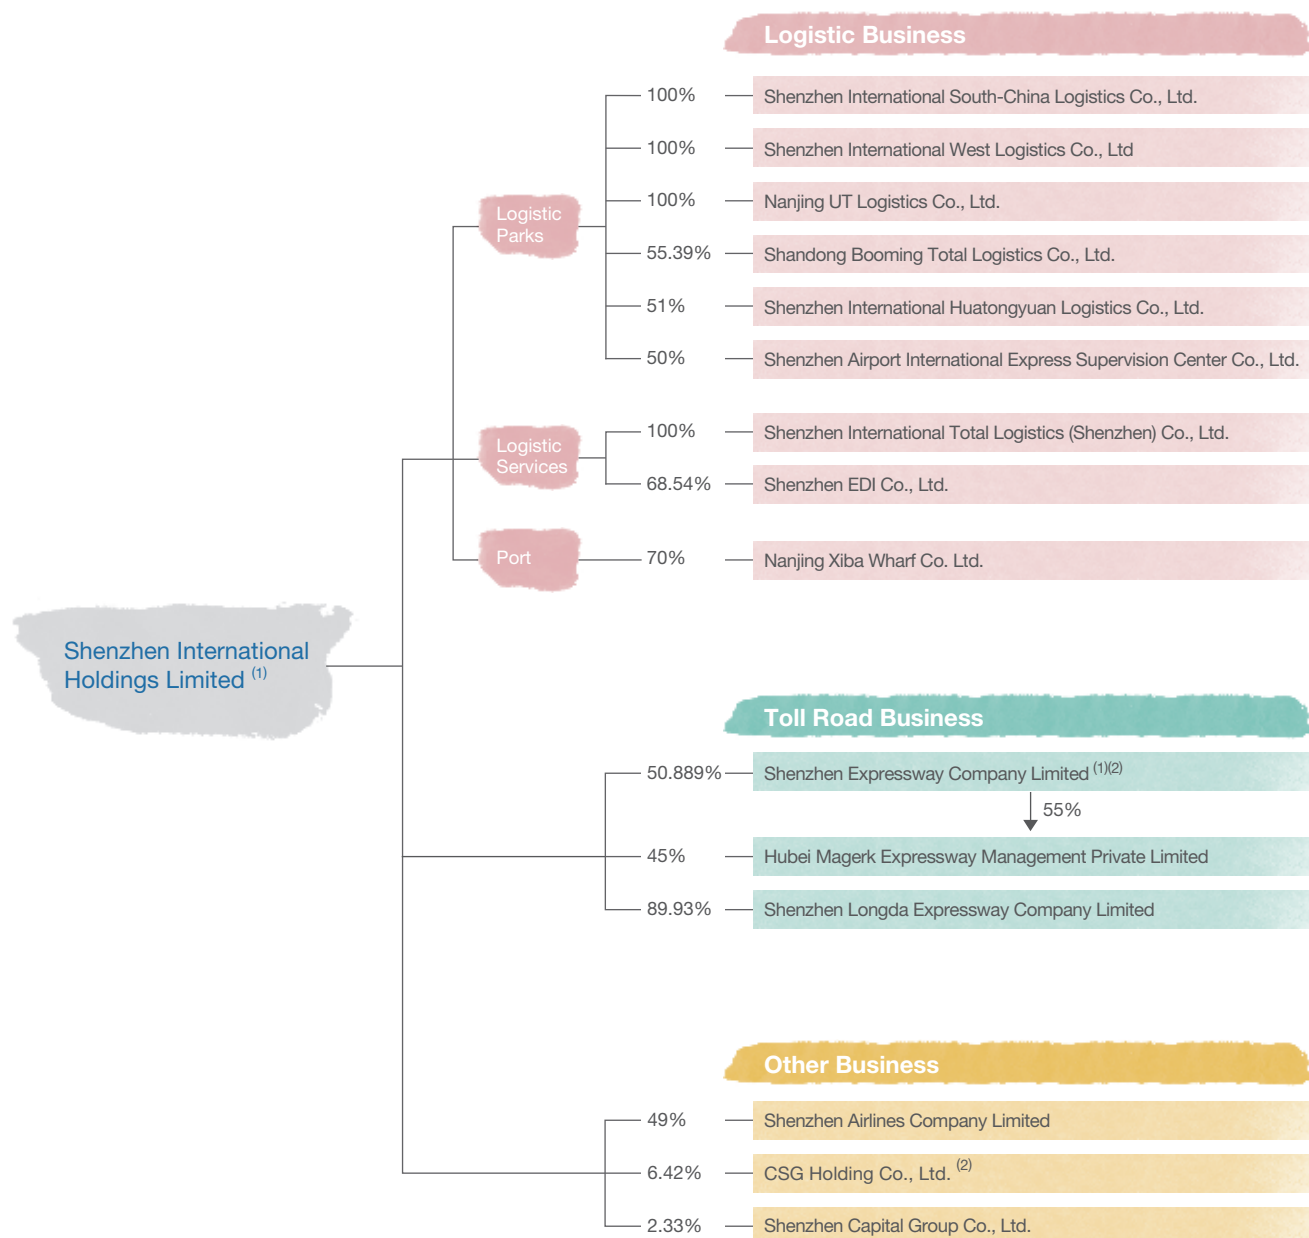 Logistic Business
100% Shenzhen International South-China Logistics Co., Ltd.
100% Shenzhen International West Logistics Co., Ltd
Logistic
Parks
100% Nanjing UT Logistics Co., Ltd.
55.39% Shandong Booming Total Logistics Co., Ltd.
51% Shenzhen International Huatongyuan Logistics Co., Ltd.
50% Shenzhen Airport International Express Supervision Center Co., Ltd.
Logistic
Services
100% Shenzhen International Total Logistics (Shenzhen) Co., Ltd.
68.54% Shenzhen EDI Co., Ltd.
Port
70% Nanjing Xiba Wharf Co. Ltd.
Shenzhen International
Holdings Limited (1)
Toll Road Business
50.889% Shenzhen Expressway Company Limited (1)(2)
55%
45% Hubei Magerk Expressway Management Private Limited
89.93% Shenzhen Longda Expressway Company Limited
Other Business
49% Shenzhen Airlines Company Limited
6.42% CSG Holding Co., Ltd. (2)
2.33% Shenzhen Capital Group Co., Ltd.